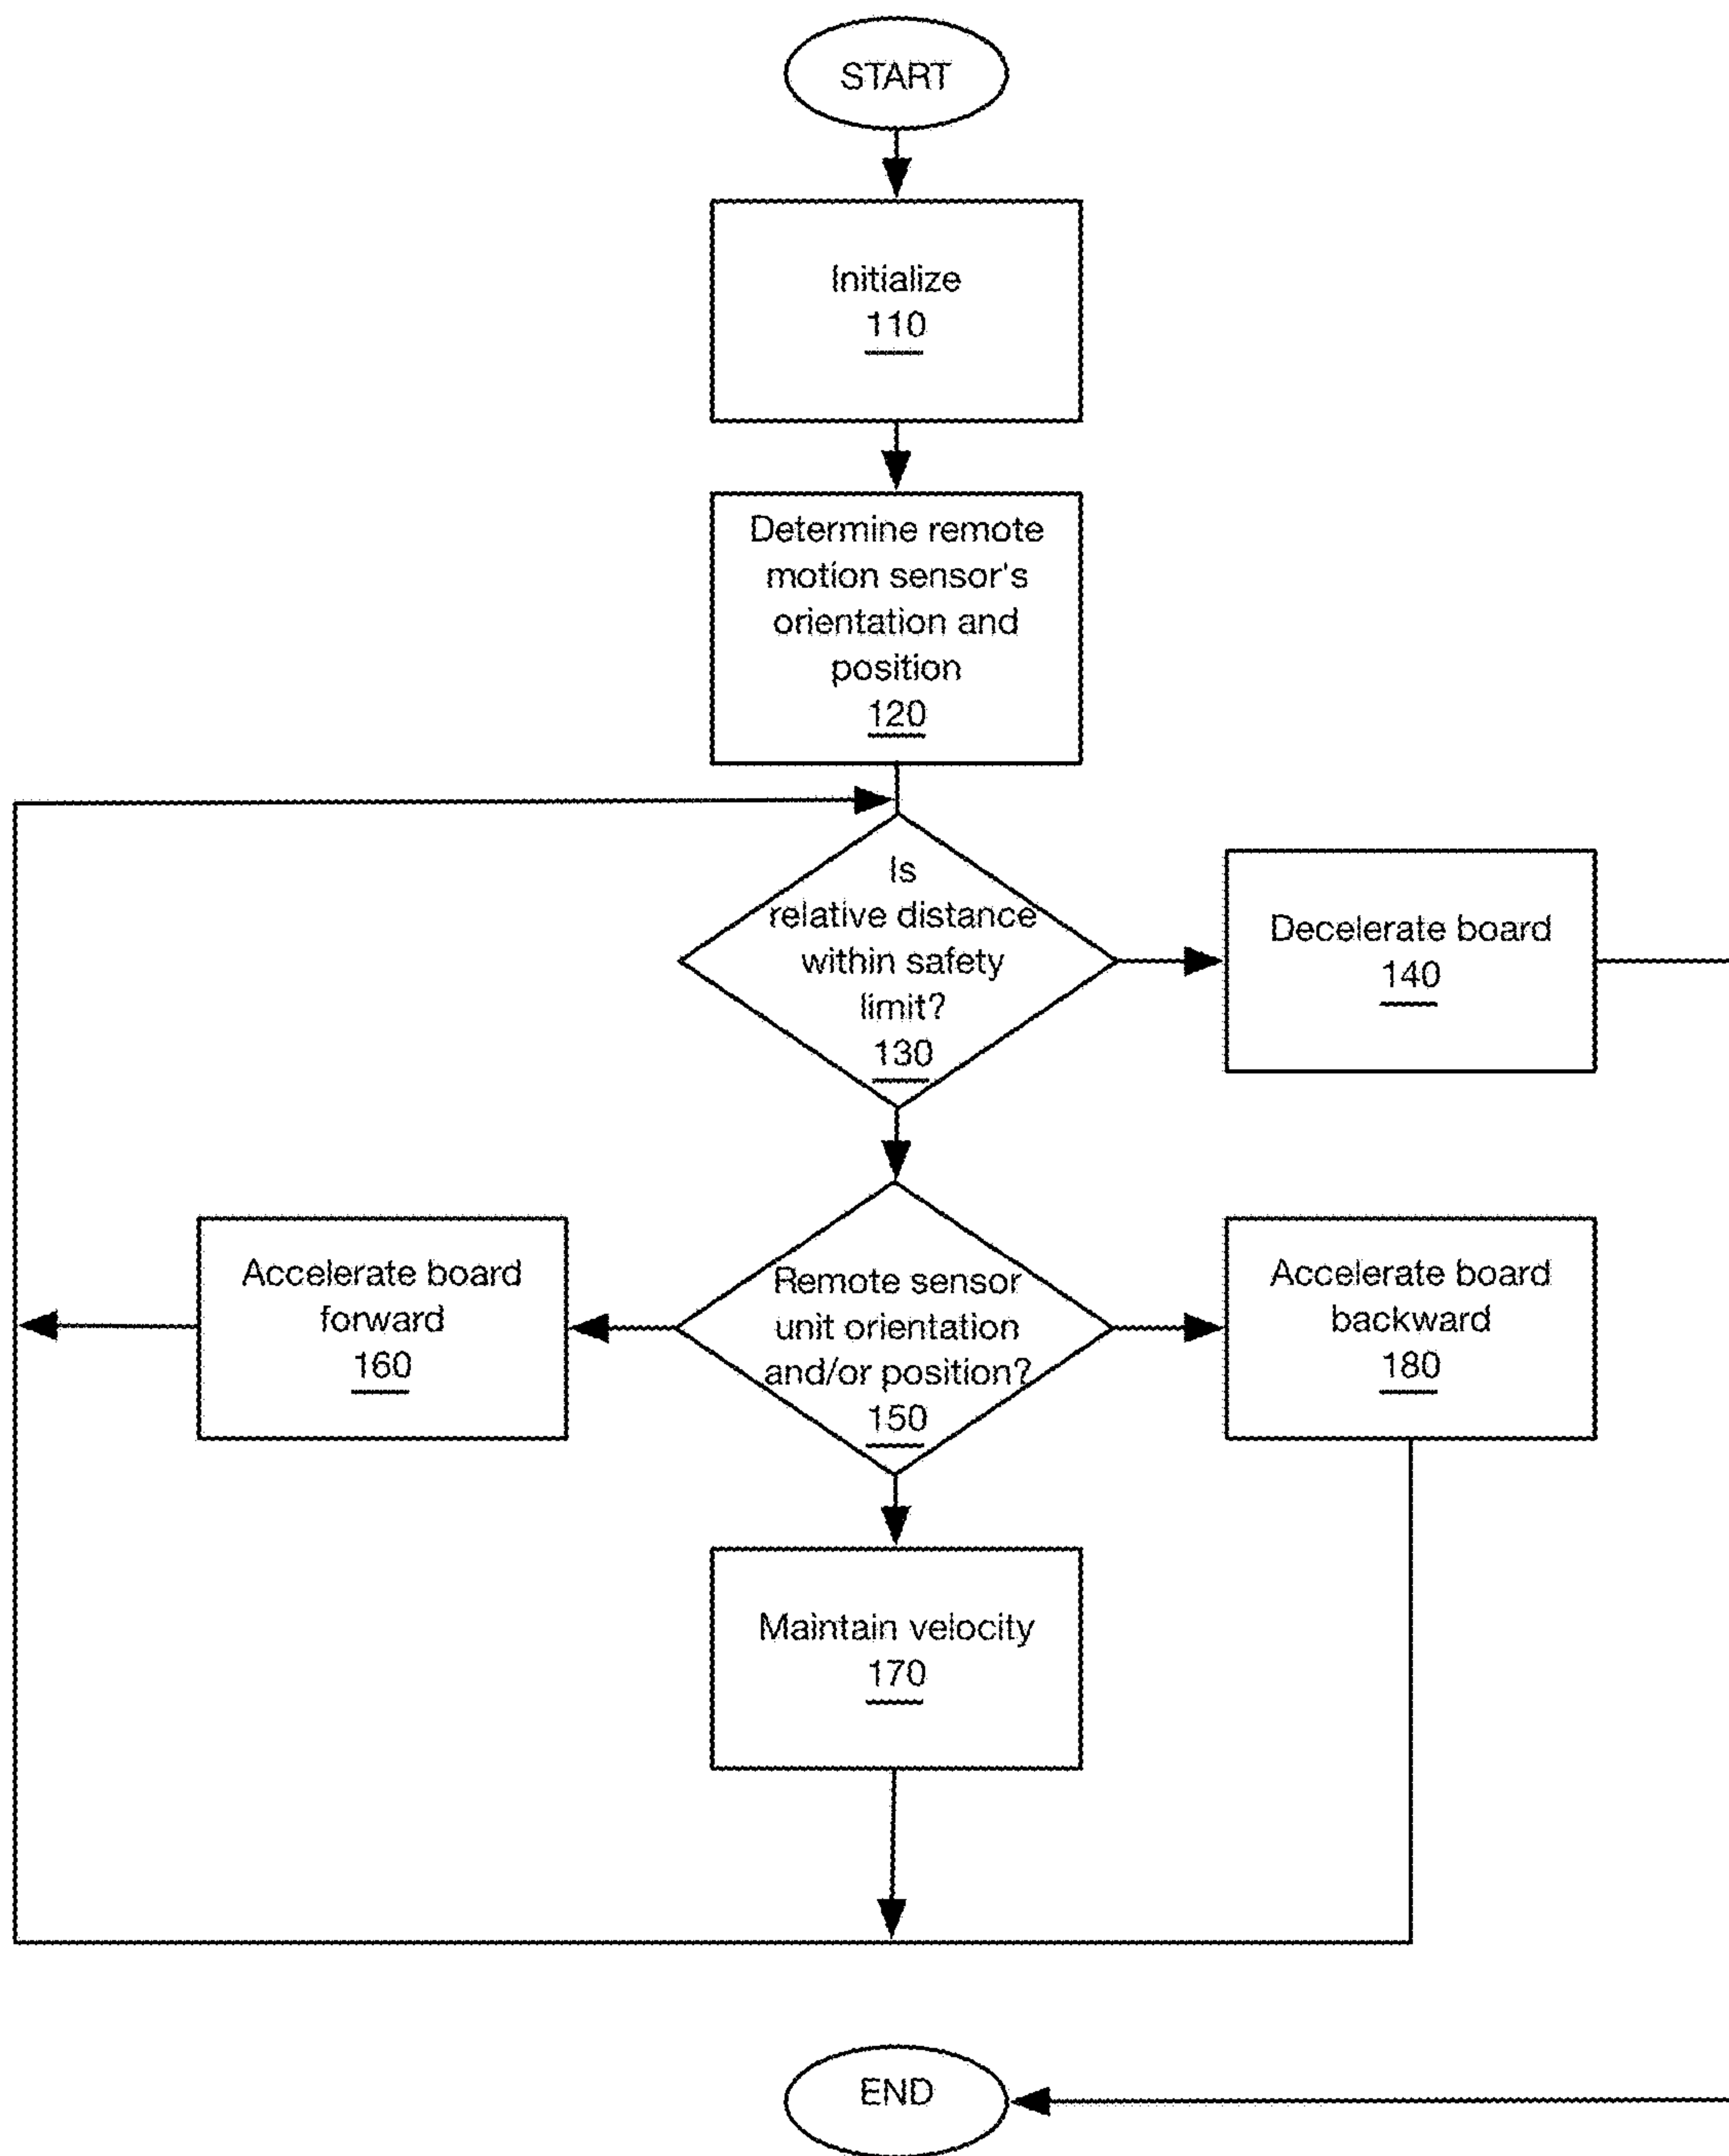 START
Initialize
110
Determine remote
motion sensor's
orientation and
position
120
Is
relative distance
within safety
limit?
130
Decelerate board
140
Accelerate board
forward
160
Remote sensor
unit orientation
and/or position?
150
Accelerate board
backward
180
Maintain velocity
170
END